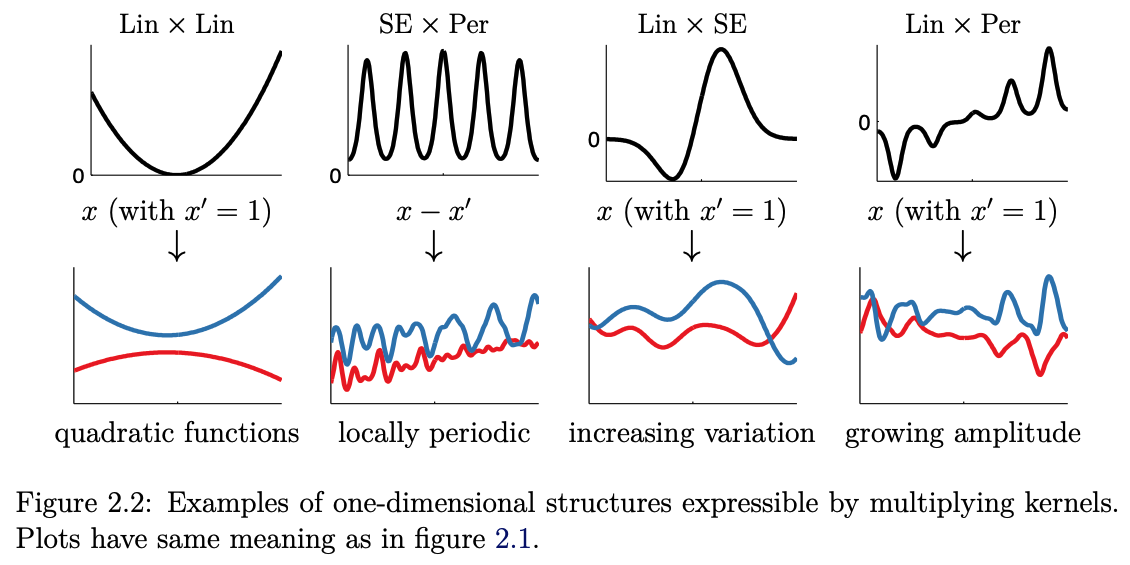 Lin × Lin
SE × Per
Lin × SE
Lin × Per
0
0
0
0
x (with x′ = 1)
x − x′
x (with x′ = 1)
x (with x′ = 1)
↓
↓
↓
↓
quadratic functions
locally periodic
increasing variation
growing amplitude
Figure 2.2: Examples of one-dimensional structures expressible by multiplying kernels.
Plots have same meaning as in figure 2.1.